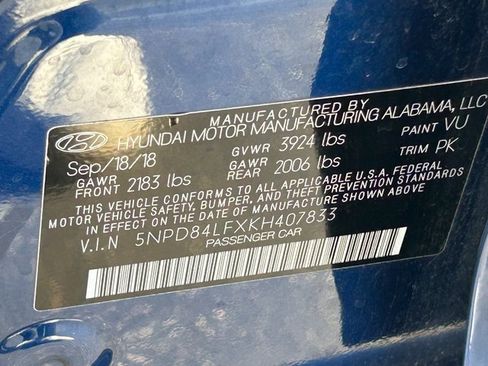 MANUFACTURED BY
HYUNDAI MOTOR MANUFACTURING ALABAMA, LLC
Sep/18/18 GVWR 3924 lbs PAINT VU
GAWR FRONT 2183 lbs GAWR REAR 2006 lbs TRIM PK
THIS VEHICLE CONFORMS TO ALL APPLICABLE U.S.A. FEDERAL
MOTOR VEHICLE SAFETY, BUMPER, AND THEFT PREVENTION STANDARDS
IN EFFECT ON THE DATE OF MANUFACTURE SHOWN ABOVE.
V.I.N 5NPD84LFXKH407833
PASSENGER CAR